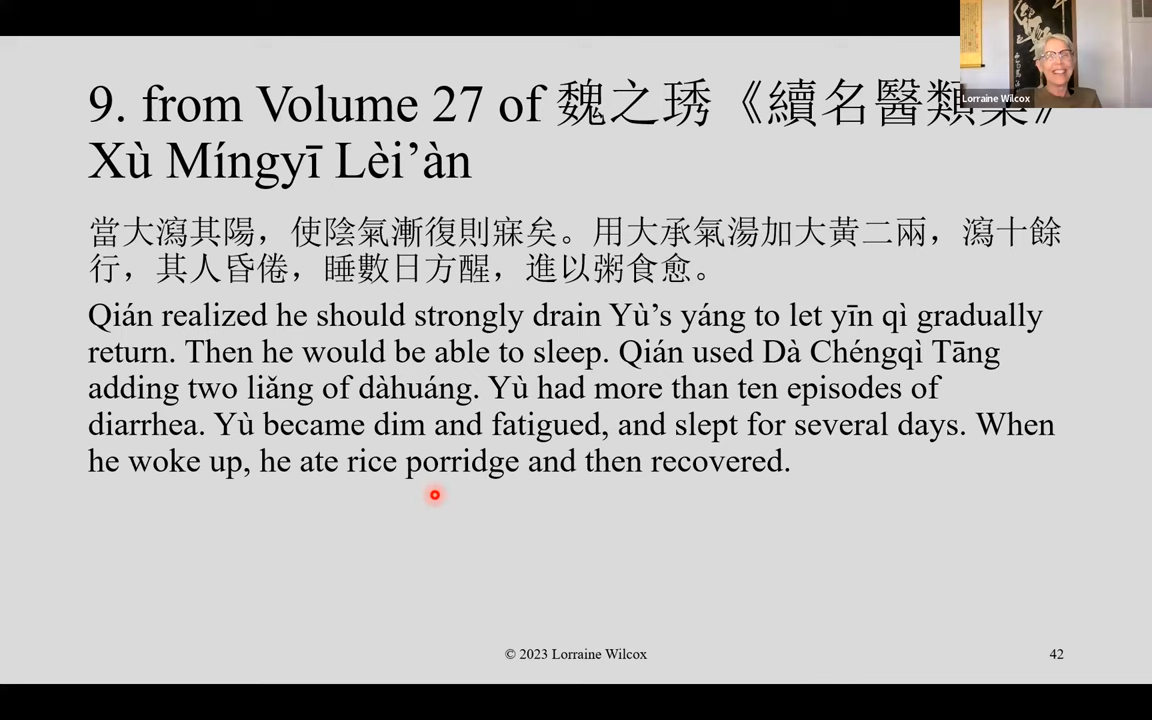 9. from Volume 27 of 魏之琇《續名醫類案》
Lorraine Wilcox
Xù Míngyī Lèi’àn
當大瀉其陽，使陰氣漸復則寐矣。用大承氣湯加大黃二兩，瀉十餘
行，其人昏倦，睡數日方醒，進以粥食愈。
Qián realized he should strongly drain Yù’s yáng to let yīn qì gradually
return. Then he would be able to sleep. Qián used Dà Chéngqì Tāng
adding two liǎng of dàhuáng. Yù had more than ten episodes of
diarrhea. Yù became dim and fatigued, and slept for several days. When
he woke up, he ate rice porridge and then recovered.
© 2023 Lorraine Wilcox
42